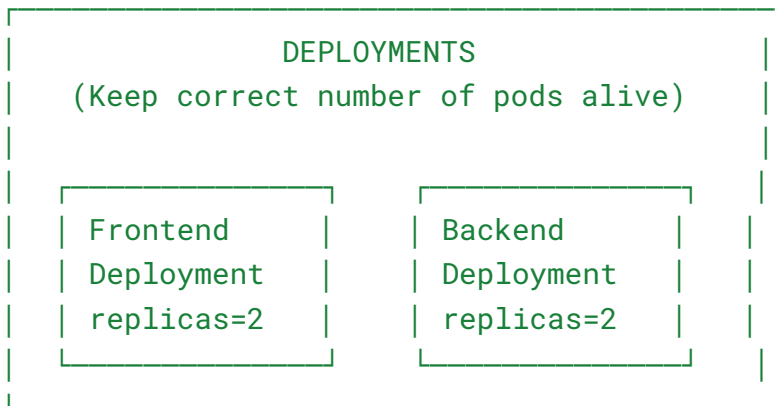 DEPLOYMENTS
(Keep correct number of pods alive)
Frontend Backend
Deployment Deployment
replicas=2 replicas=2